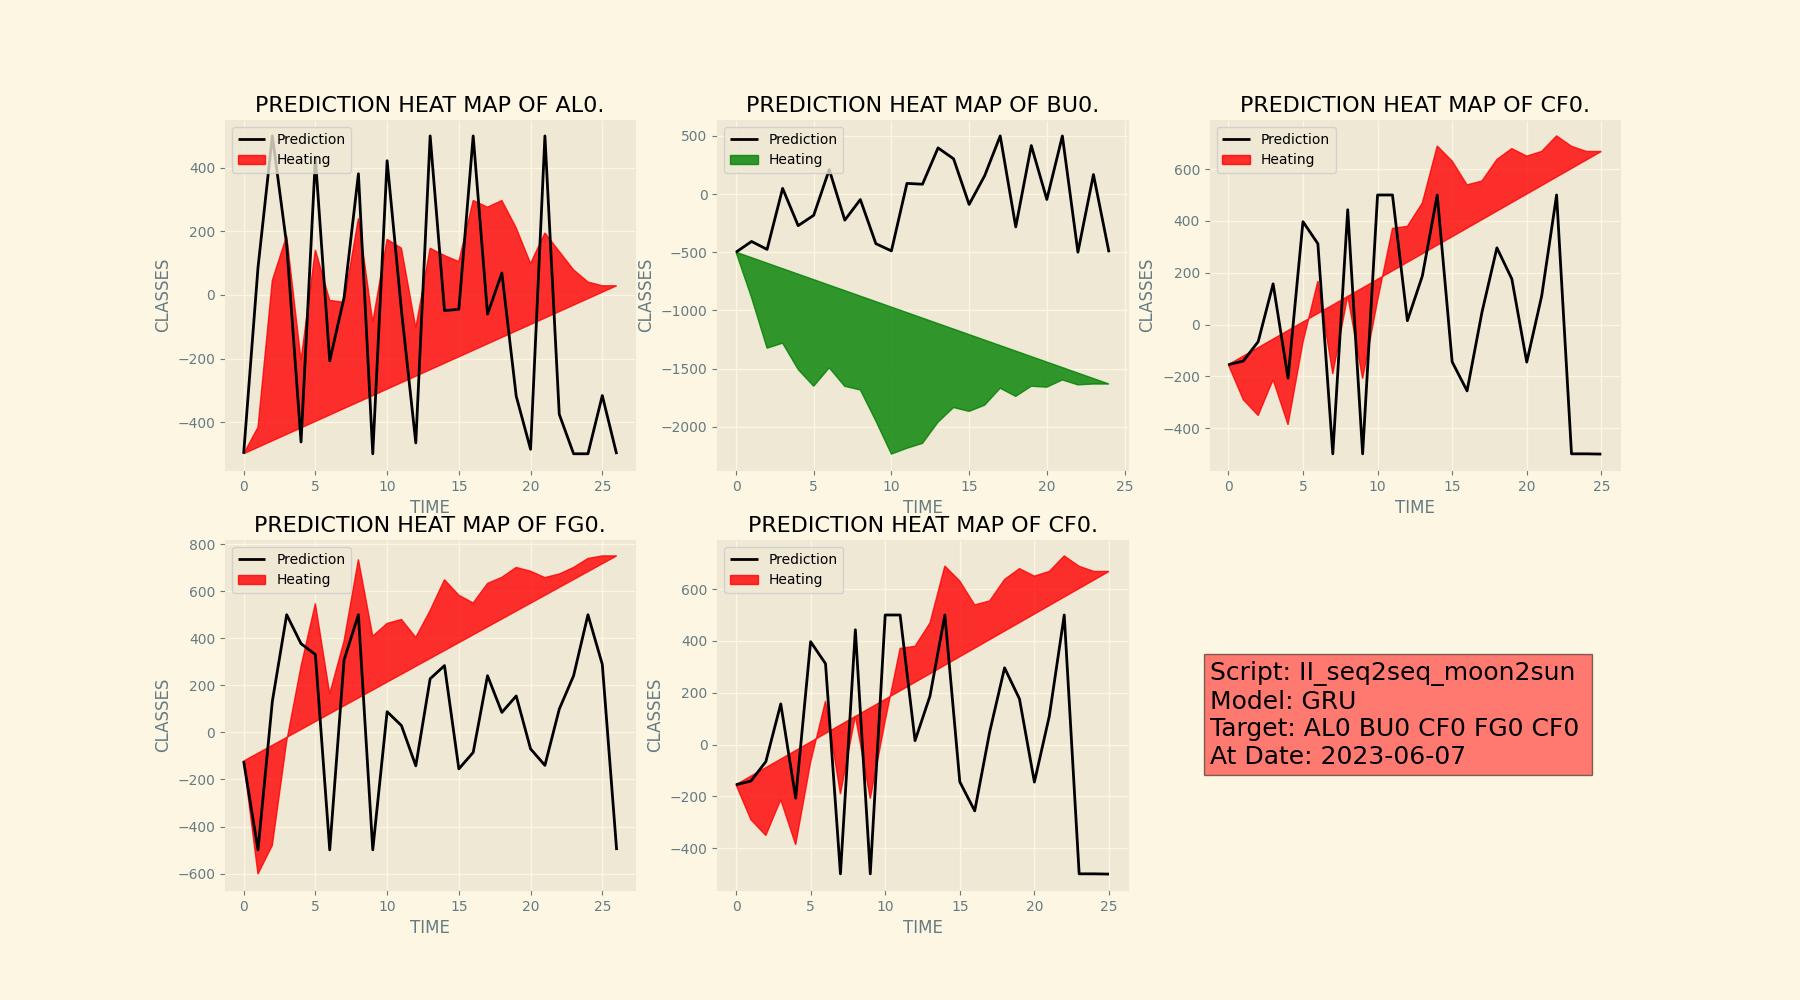 PREDICTION HEAT MAP OF AL0.
Prediction
Heating
CLASSES
400
200
0
−200
−400
0 5 10 15 20 25
TIME
PREDICTION HEAT MAP OF BU0.
Prediction
Heating
CLASSES
500
0
−500
−1000
−1500
−2000
0 5 10 15 20 25
TIME
PREDICTION HEAT MAP OF CF0.
Prediction
Heating
CLASSES
600
400
200
0
−200
−400
0 5 10 15 20 25
TIME
PREDICTION HEAT MAP OF FG0.
Prediction
Heating
CLASSES
800
600
400
200
0
−200
−400
−600
0 5 10 15 20 25
TIME
PREDICTION HEAT MAP OF CF0.
Prediction
Heating
CLASSES
600
400
200
0
−200
−400
0 5 10 15 20 25
TIME
Script: II_seq2seq_moon2sun
Model: GRU
Target: AL0 BU0 CF0 FG0 CF0
At Date: 2023-06-07